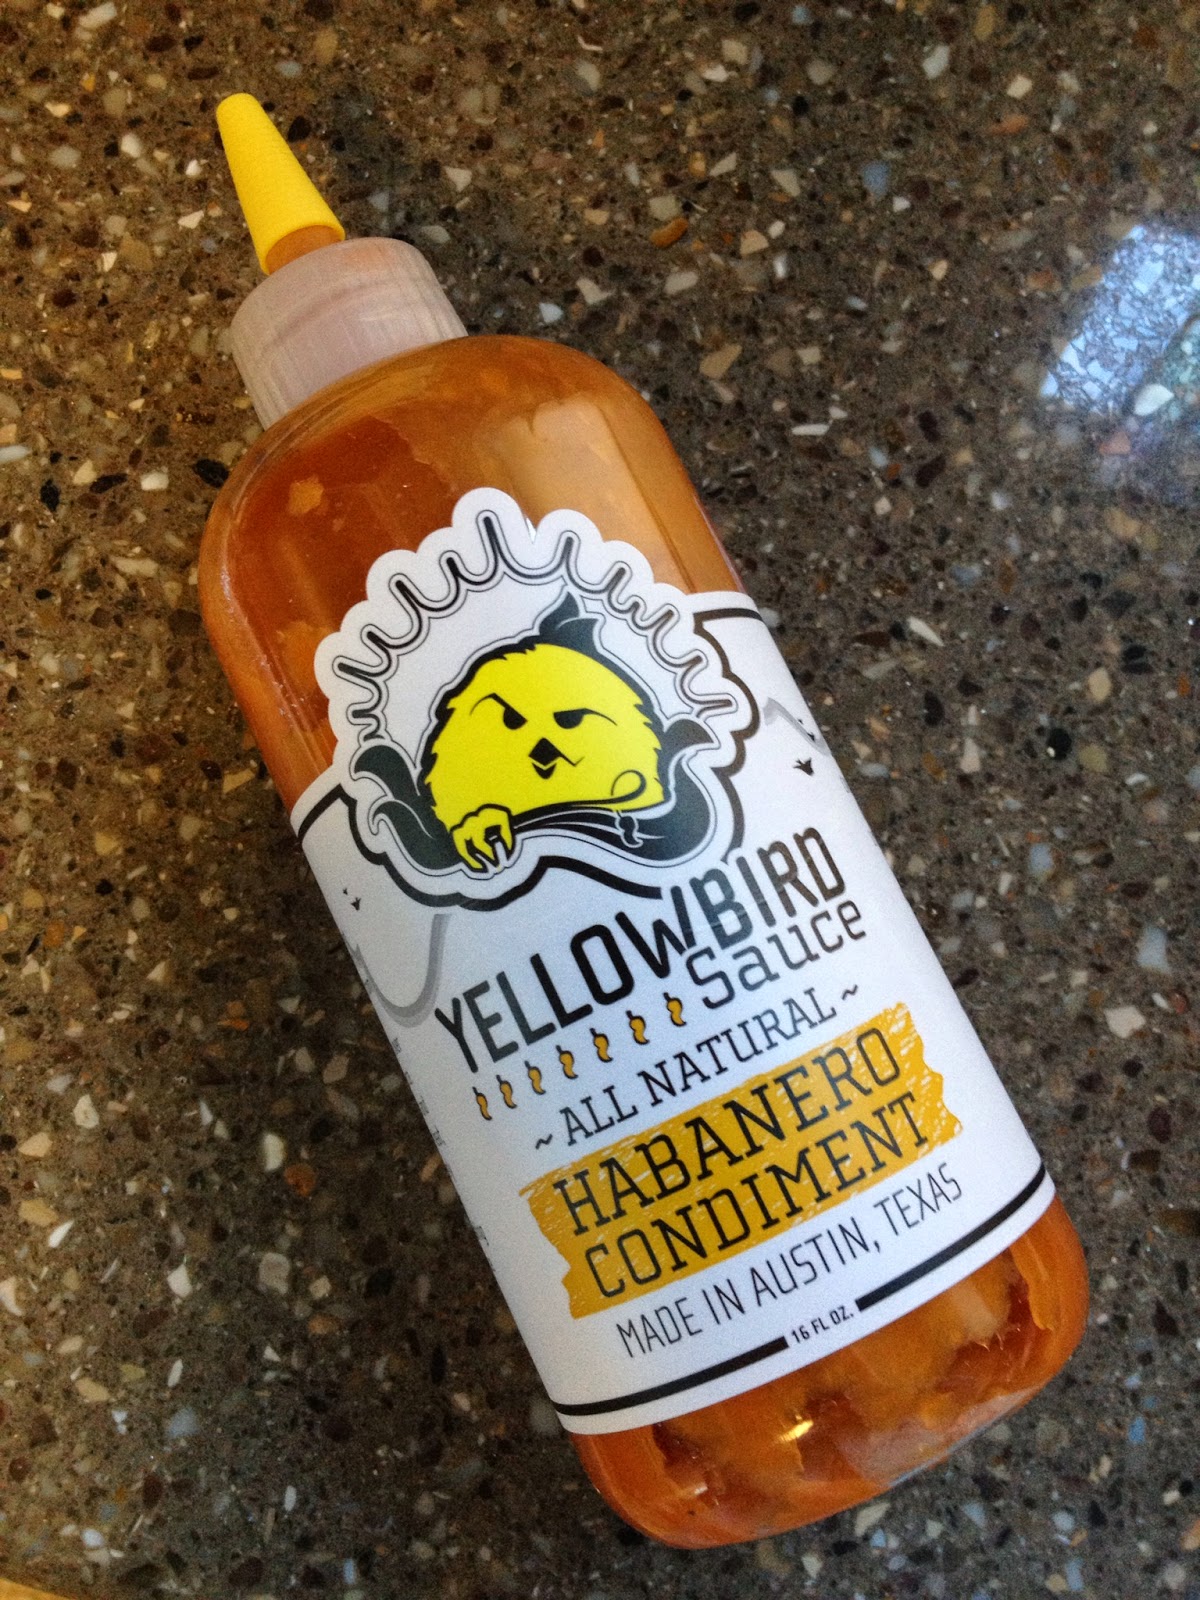 YELLOWBIRD
Sauce
~ ALL NATURAL ~
HABANERO
CONDIMENT
MADE IN AUSTIN, TEXAS
16 FL OZ.